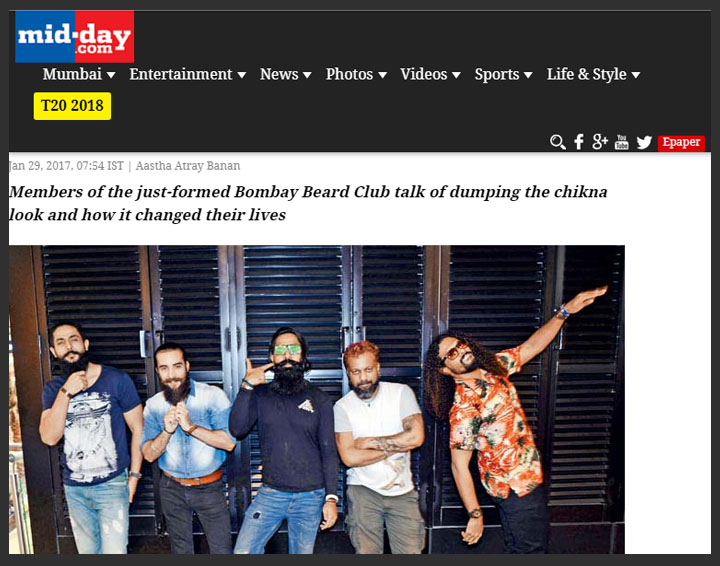 mid-day
.com
Mumbai Entertainment News Photos Videos Sports Life & Style
T20 2018
You
Tube
Epaper
Jan 29, 2017, 07:54 IST | Aastha Atray Banan
Members of the just-formed Bombay Beard Club talk of dumping the chikna
look and how it changed their lives